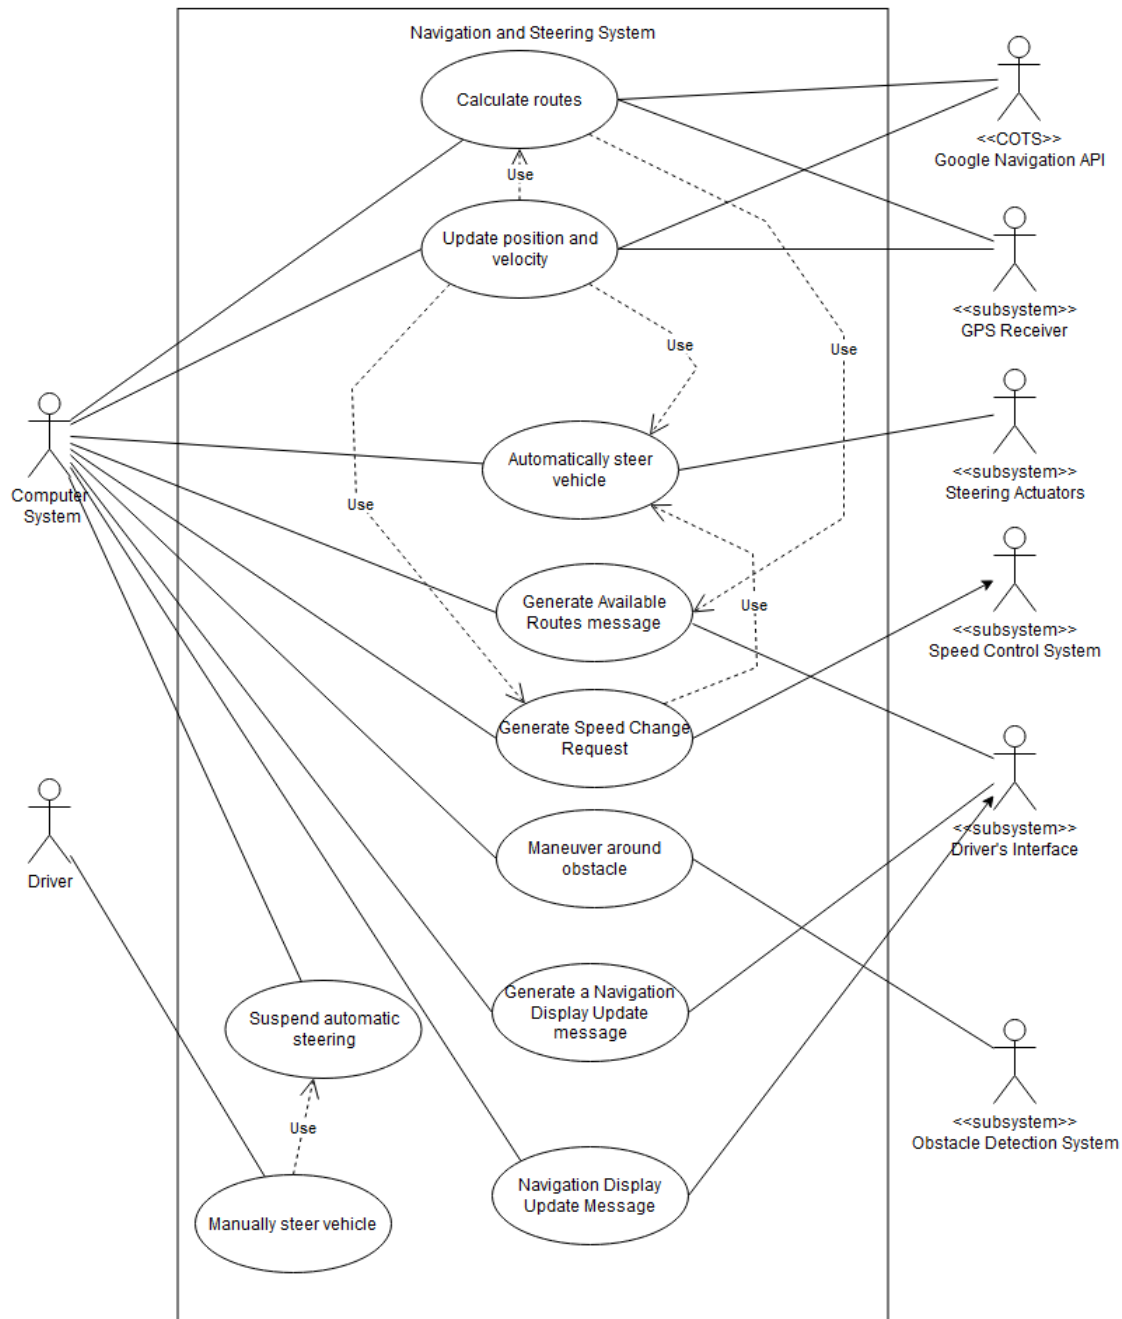 Navigation and Steering System
Calculate routes
<<COTS>>
Google Navigation API
Use
Update position and
velocity
<<subsystem>>
GPS Receiver
Use
Use
Automatically steer
vehicle
<<subsystem>>
Steering Actuators
Computer
System
Use
Generate Available
Routes message
Use
<<subsystem>>
Speed Control System
Generate Speed Change
Request
<<subsystem>>
Driver's Interface
Maneuver around
obstacle
Driver
Generate a Navigation
Display Update
message
Suspend automatic
steering
Use
<<subsystem>>
Obstacle Detection System
Navigation Display
Update Message
Manually steer vehicle